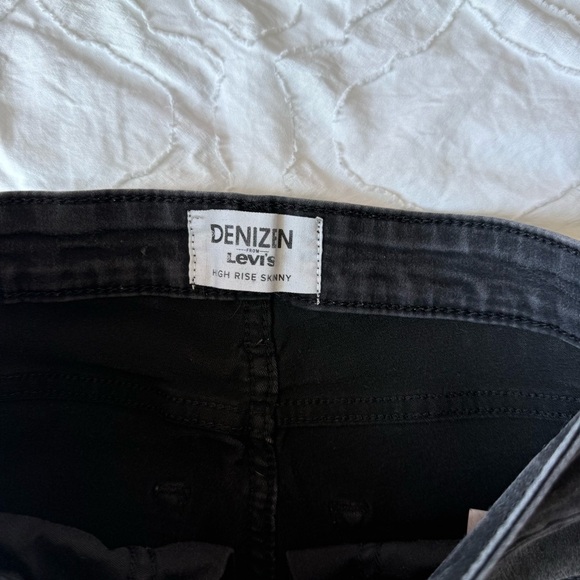 DENIZEN
FROM
Levi's
HIGH RISE SKINNY